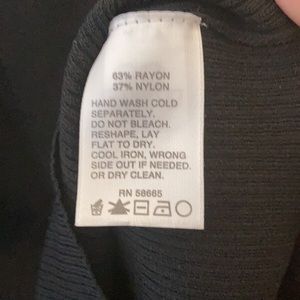 63% RAYON
37% NYLON
HAND WASH COLD
SEPARATELY.
DO NOT BLEACH.
RESHAPE, LAY
FLAT TO DRY.
COOL IRON, WRONG
SIDE OUT IF NEEDED.
OR DRY CLEAN.
RN 58665